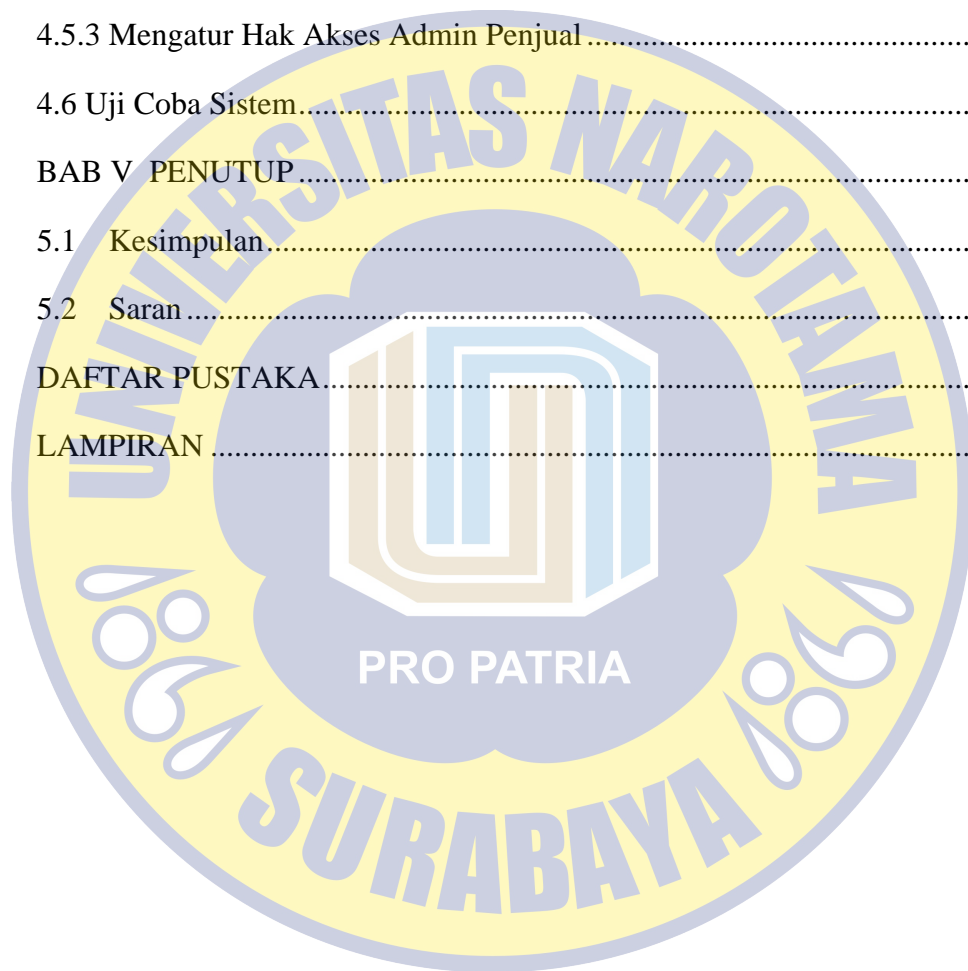 4.5.3 Mengatur Hak Akses Admin Penjual ........................................................
4.6 Uji Coba Sistem ........................................................
BAB V PENUTUP ........................................................
5.1 Kesimpulan ........................................................
5.2 Saran ........................................................
DAFTAR PUSTAKA ........................................................
LAMPIRAN ........................................................
UNIVERSITAS NAROTAMA
PRO PATRIA
SURABAYA